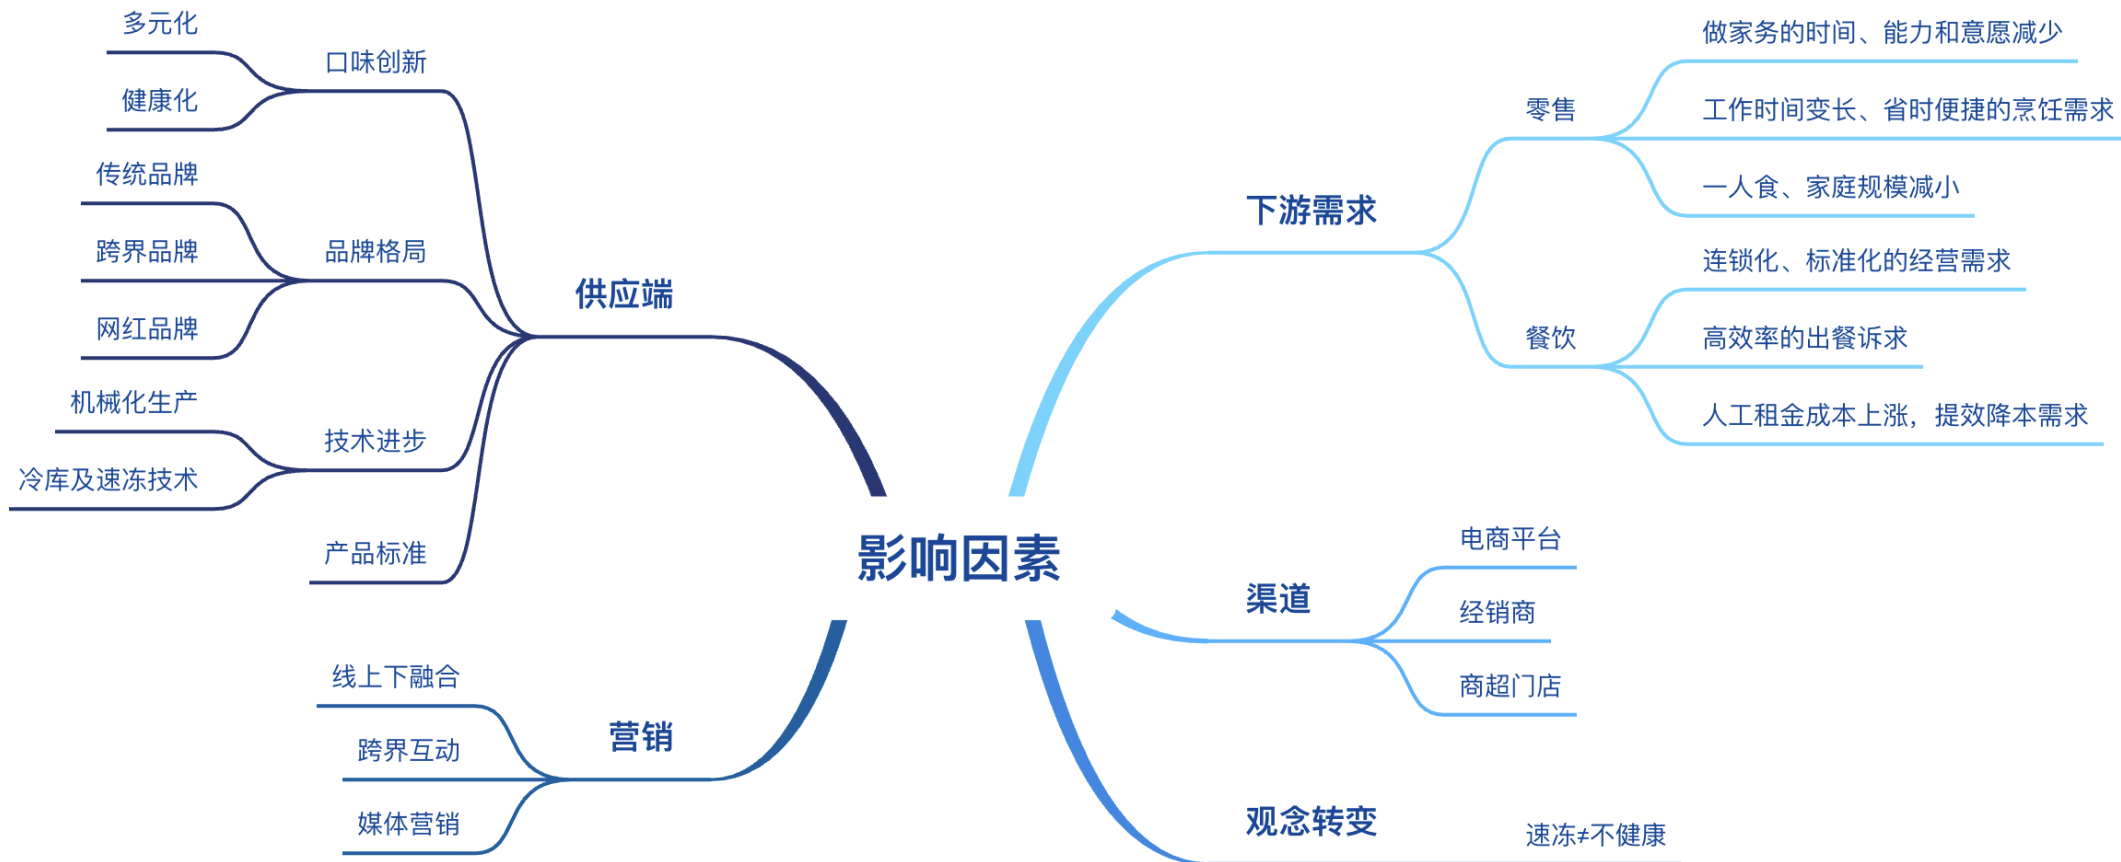 影响因素
下游需求
零售
做家务的时间、能力和意愿减少
工作时间变长、省时便捷的烹饪需求
一人食、家庭规模减小
餐饮
连锁化、标准化的经营需求
高效率的出餐诉求
人工租金成本上涨，提效降本需求
渠道
电商平台
经销商
商超门店
观念转变
速冻≠不健康
供应端
口味创新
多元化
健康化
品牌格局
传统品牌
跨界品牌
网红品牌
技术进步
机械化生产
冷库及速冻技术
产品标准
营销
线上下融合
跨界互动
媒体营销